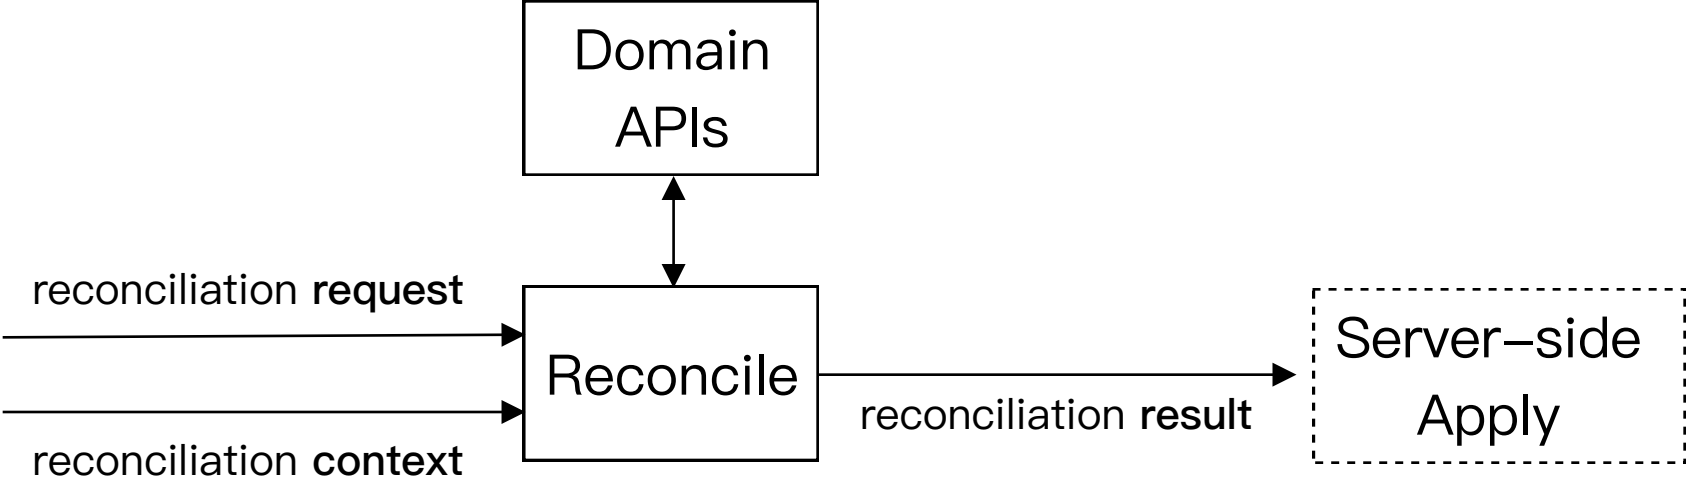 Domain
APIs
reconciliation request
Reconcile
reconciliation context
reconciliation result
Server-side
Apply